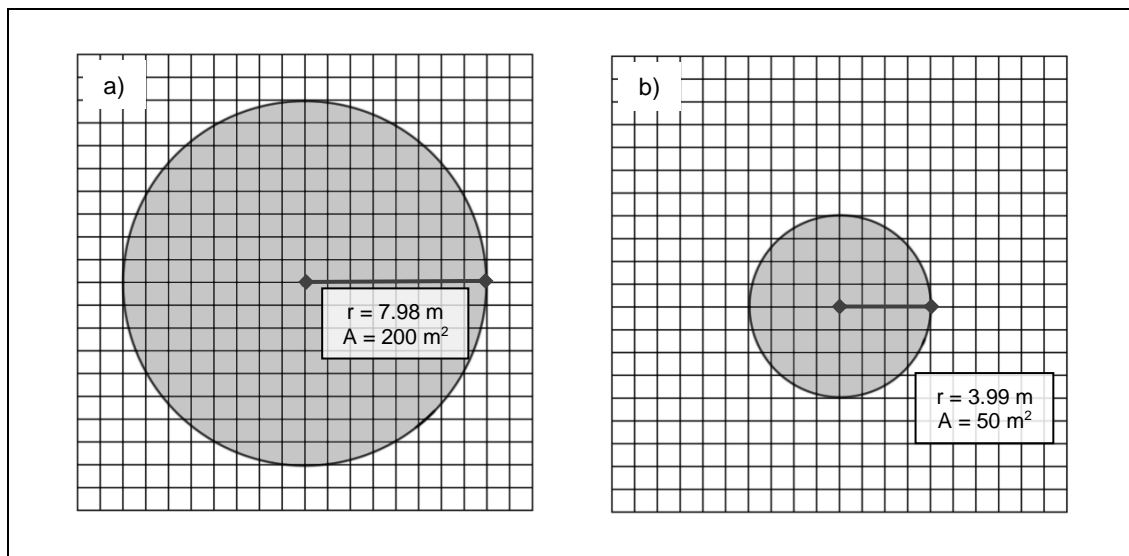 a)
r = 7.98 m
A = 200 m²
b)
r = 3.99 m
A = 50 m²